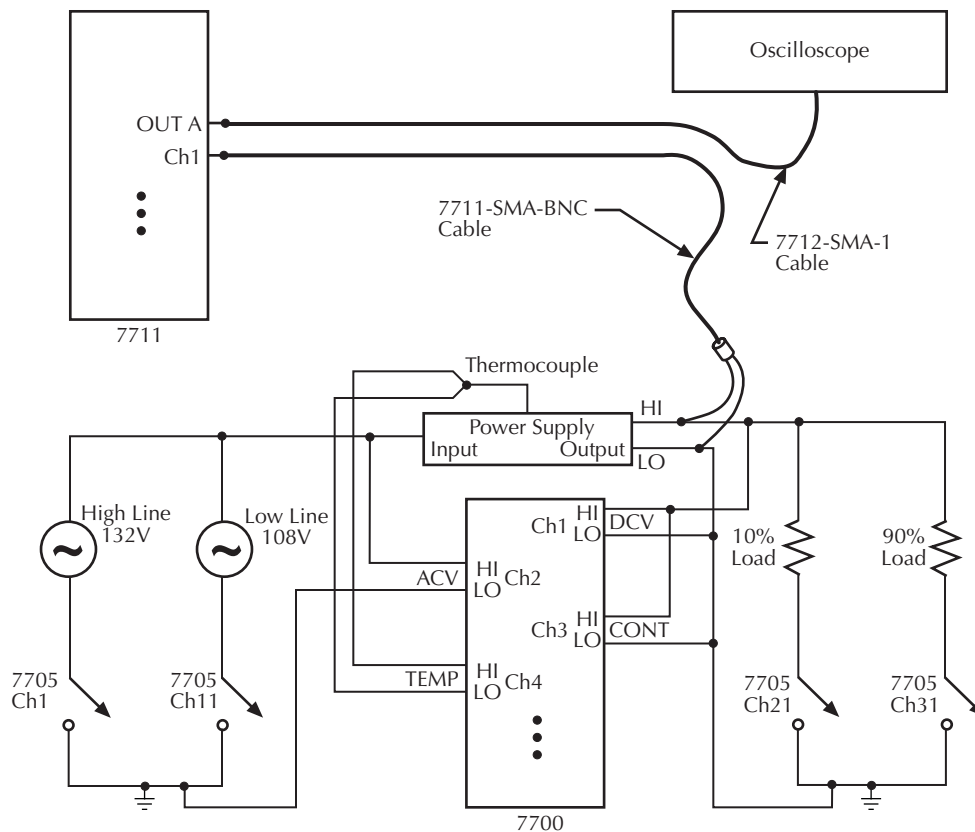 Oscilloscope
OUT A
Ch1
7711-SMA-BNC
Cable
7712-SMA-1
Cable
7711
Thermocouple
HI
Power Supply
Input
Output
LO
High Line
132V
Low Line
108V
HI
DCV
Ch1
LO
10%
Load
90%
Load
HI
ACV
Ch2
LO
HI
Ch3
CONT
LO
HI
TEMP
Ch4
LO
7705
Ch1
7705
Ch11
7705
Ch21
7705
Ch31
7700